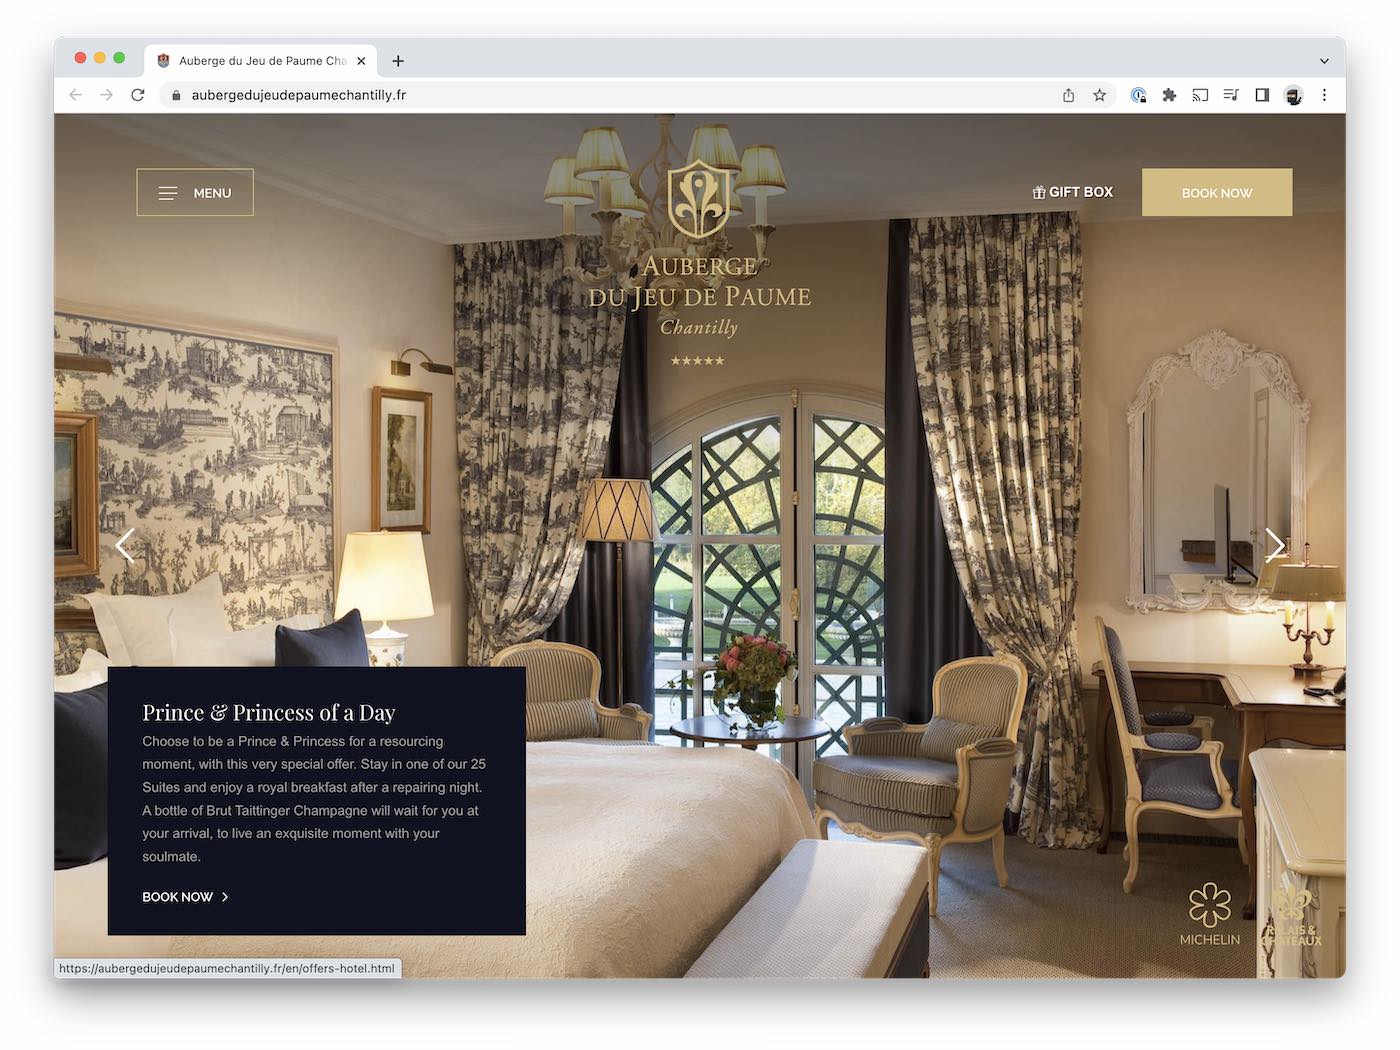 Auberge du Jeu de Paume Cha
aubergedujeudepaumechantilly.fr
MENU
GIFT BOX
BOOK NOW
AUBERGE
DU JEU DE PAUME
Chantilly
Prince & Princess of a Day
Choose to be a Prince & Princess for a resourcing
moment, with this very special offer. Stay in one of our 25
Suites and enjoy a royal breakfast after a repairing night.
A bottle of Brut Taittinger Champagne will wait for you at
your arrival, to live an exquisite moment with your
soulmate.
BOOK NOW
MICHELIN
RELAIS &
CHATEAUX
https://aubergedujeudepaumechantilly.fr/en/offers-hotel.html